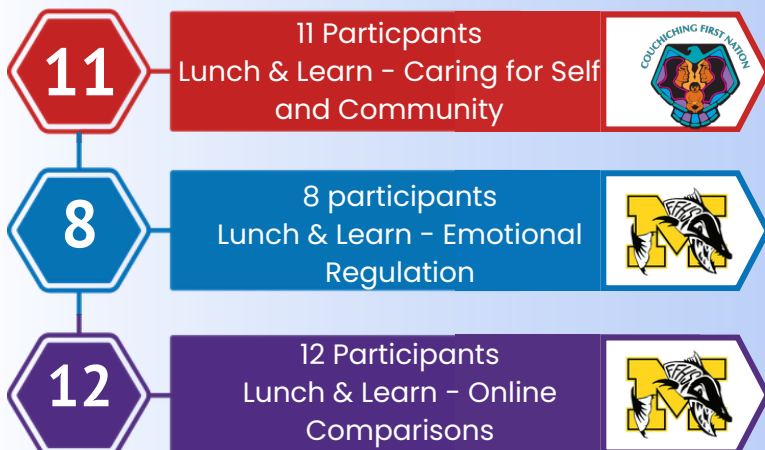 11
11 Particpants
Lunch & Learn - Caring for Self
and Community
COUCHICHING FIRST NATION
8
8 participants
Lunch & Learn - Emotional
Regulation
M
12
12 Participants
Lunch & Learn - Online
Comparisons
M